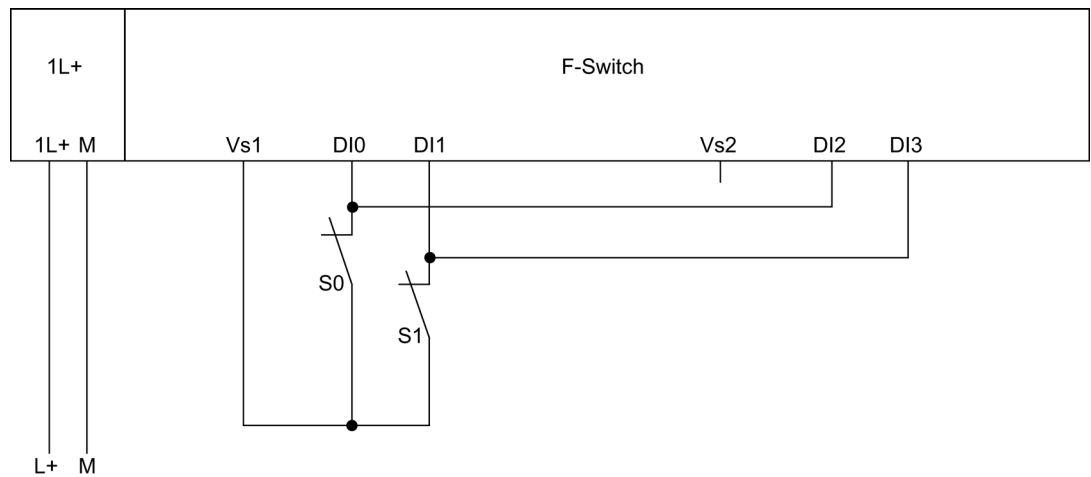 1L+ F-Switch
1L+ M Vs1 DI0 DI1 Vs2 DI2 DI3
S0
S1
L+ M